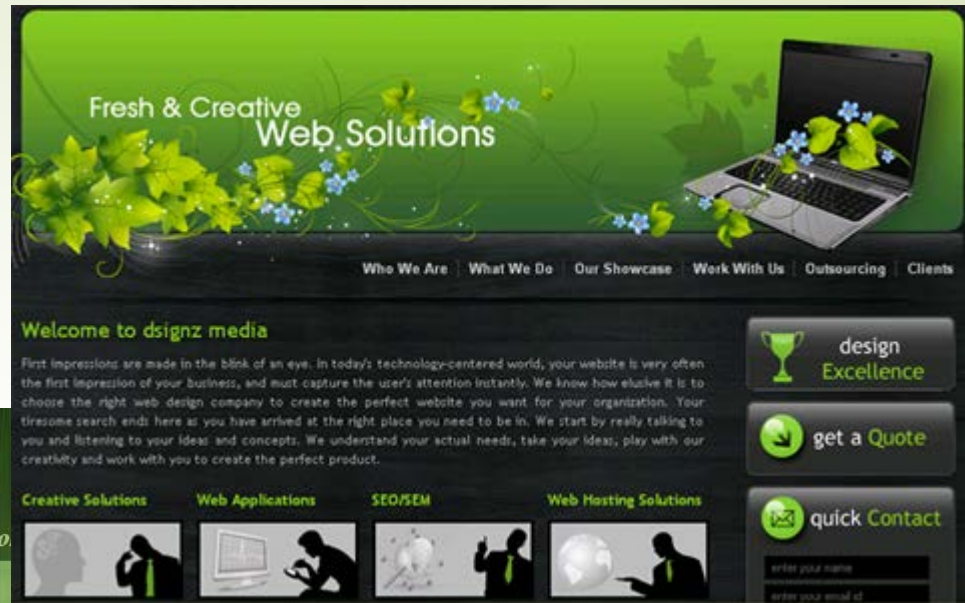 Fresh & Creative
Web Solutions
Who We Are
What We Do
Our Showcase
Work With Us
Outsourcing
Clients
Welcome to dsignz media
First impressions are made in the blink of an eye. In today's technology-centered world, your website is very often
the first impression of your business, and must capture the user's attention instantly. We know how elusive it is to
choose the right web design company to create the perfect website you want for your organization. Your
tiresome search ends here as you have arrived at the right place you need to be in. We start by really talking to
you and listening to your ideas and concepts. We understand your actual needs, take your ideas, play with our
creativity and work with you to create the perfect product.
Creative Solutions
Web Applications
SEO/SEM
Web Hosting Solutions
design
Excellence
get a Quote
quick Contact
enter your name
enter your email id